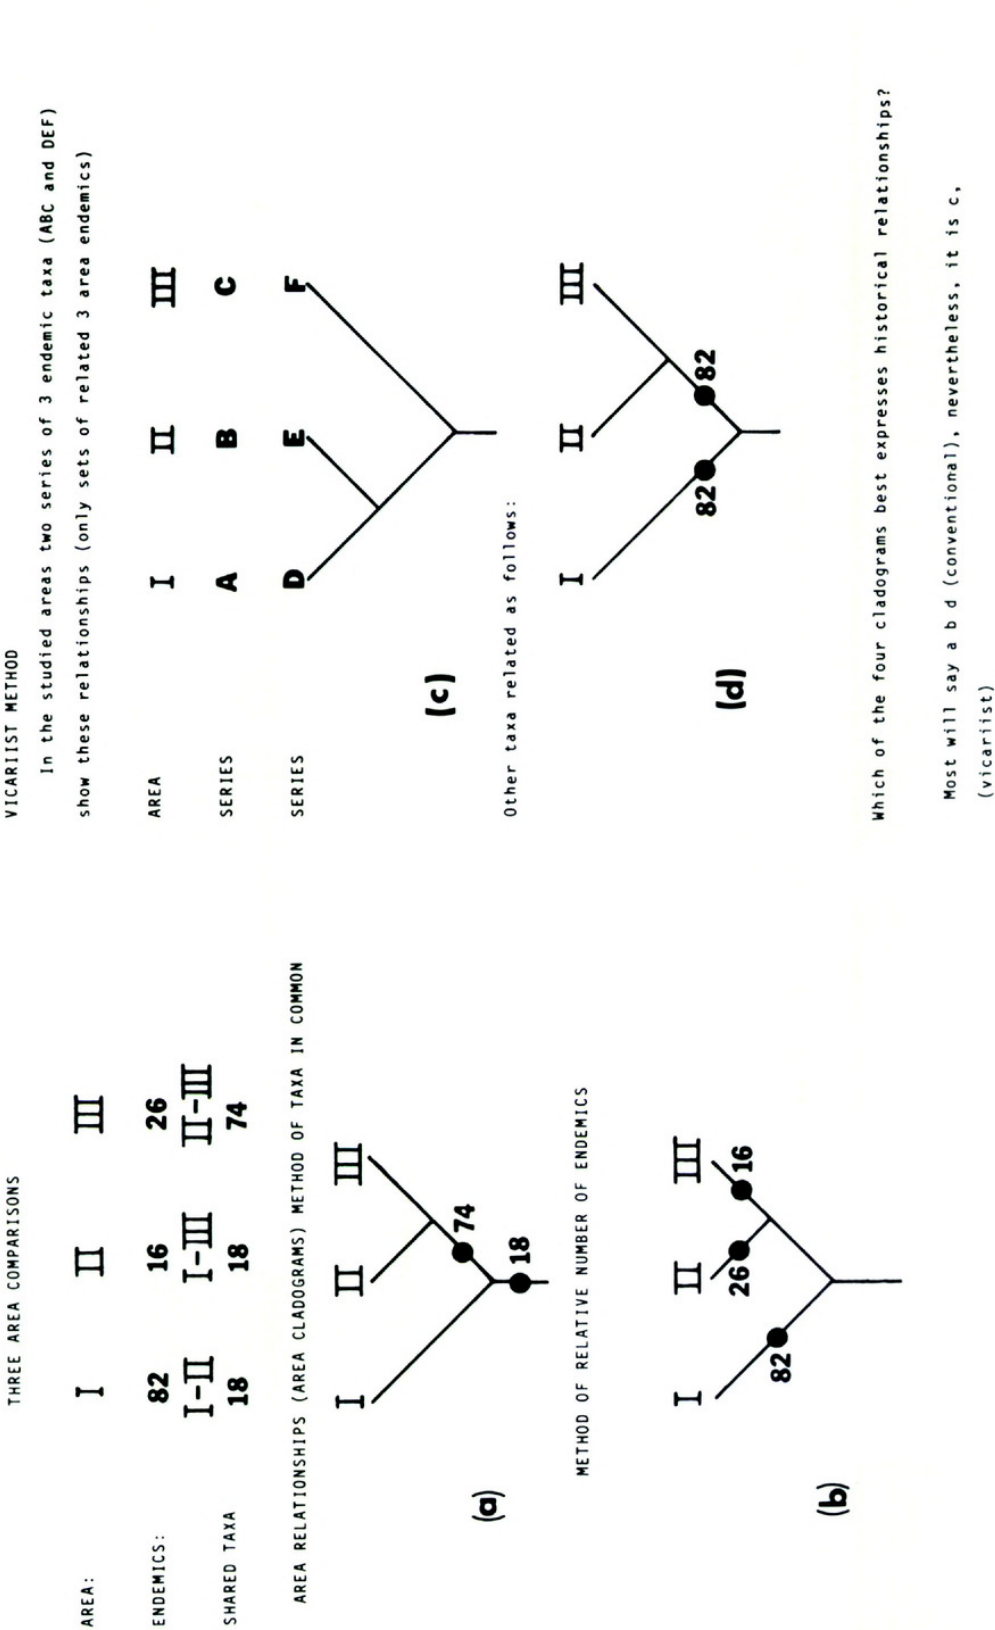 THREE AREA COMPARISONS
AREA: I II III
ENDEMICS: 82 16 26
I-II I-III II-III
SHARED TAXA 18 18 74
AREA RELATIONSHIPS (AREA CLADOGRAMS) METHOD OF TAXA IN COMMON
I II III
74
18
(a)
METHOD OF RELATIVE NUMBER OF ENDEMICS
I II III
82 26 16
(b)
VICARIIST METHOD
In the studied areas two series of 3 endemic taxa (ABC and DEF)
show these relationships (only sets of related 3 area endemics)
AREA I II III
SERIES A B C
SERIES D E F
(c)
Other taxa related as follows:
I II III
82 82
(d)
Which of the four cladograms best expresses historical relationships?
Most will say a b d (conventional), nevertheless, it is c,
(vicariist)